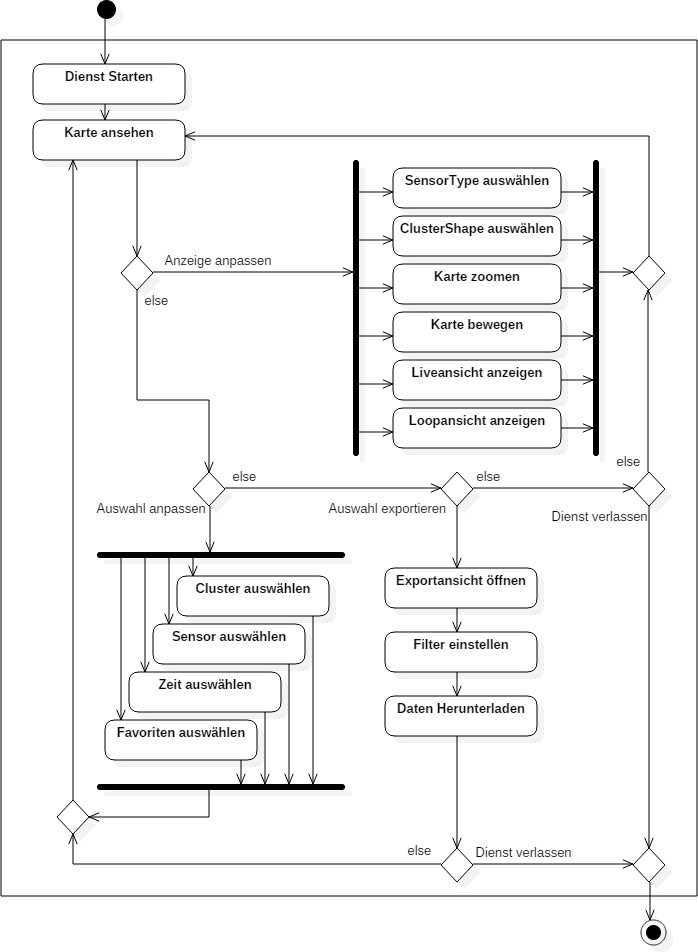 Dienst Starten
Karte ansehen
SensorType auswählen
ClusterShape auswählen
Anzeige anpassen
Karte zoomen
else
Karte bewegen
Liveansicht anzeigen
Loopansicht anzeigen
else
else
else
Auswahl anpassen
Auswahl exportieren
Dienst verlassen
Cluster auswählen
Exportansicht öffnen
Sensor auswählen
Filter einstellen
Zeit auswählen
Daten Herunterladen
Favoriten auswählen
else
Dienst verlassen